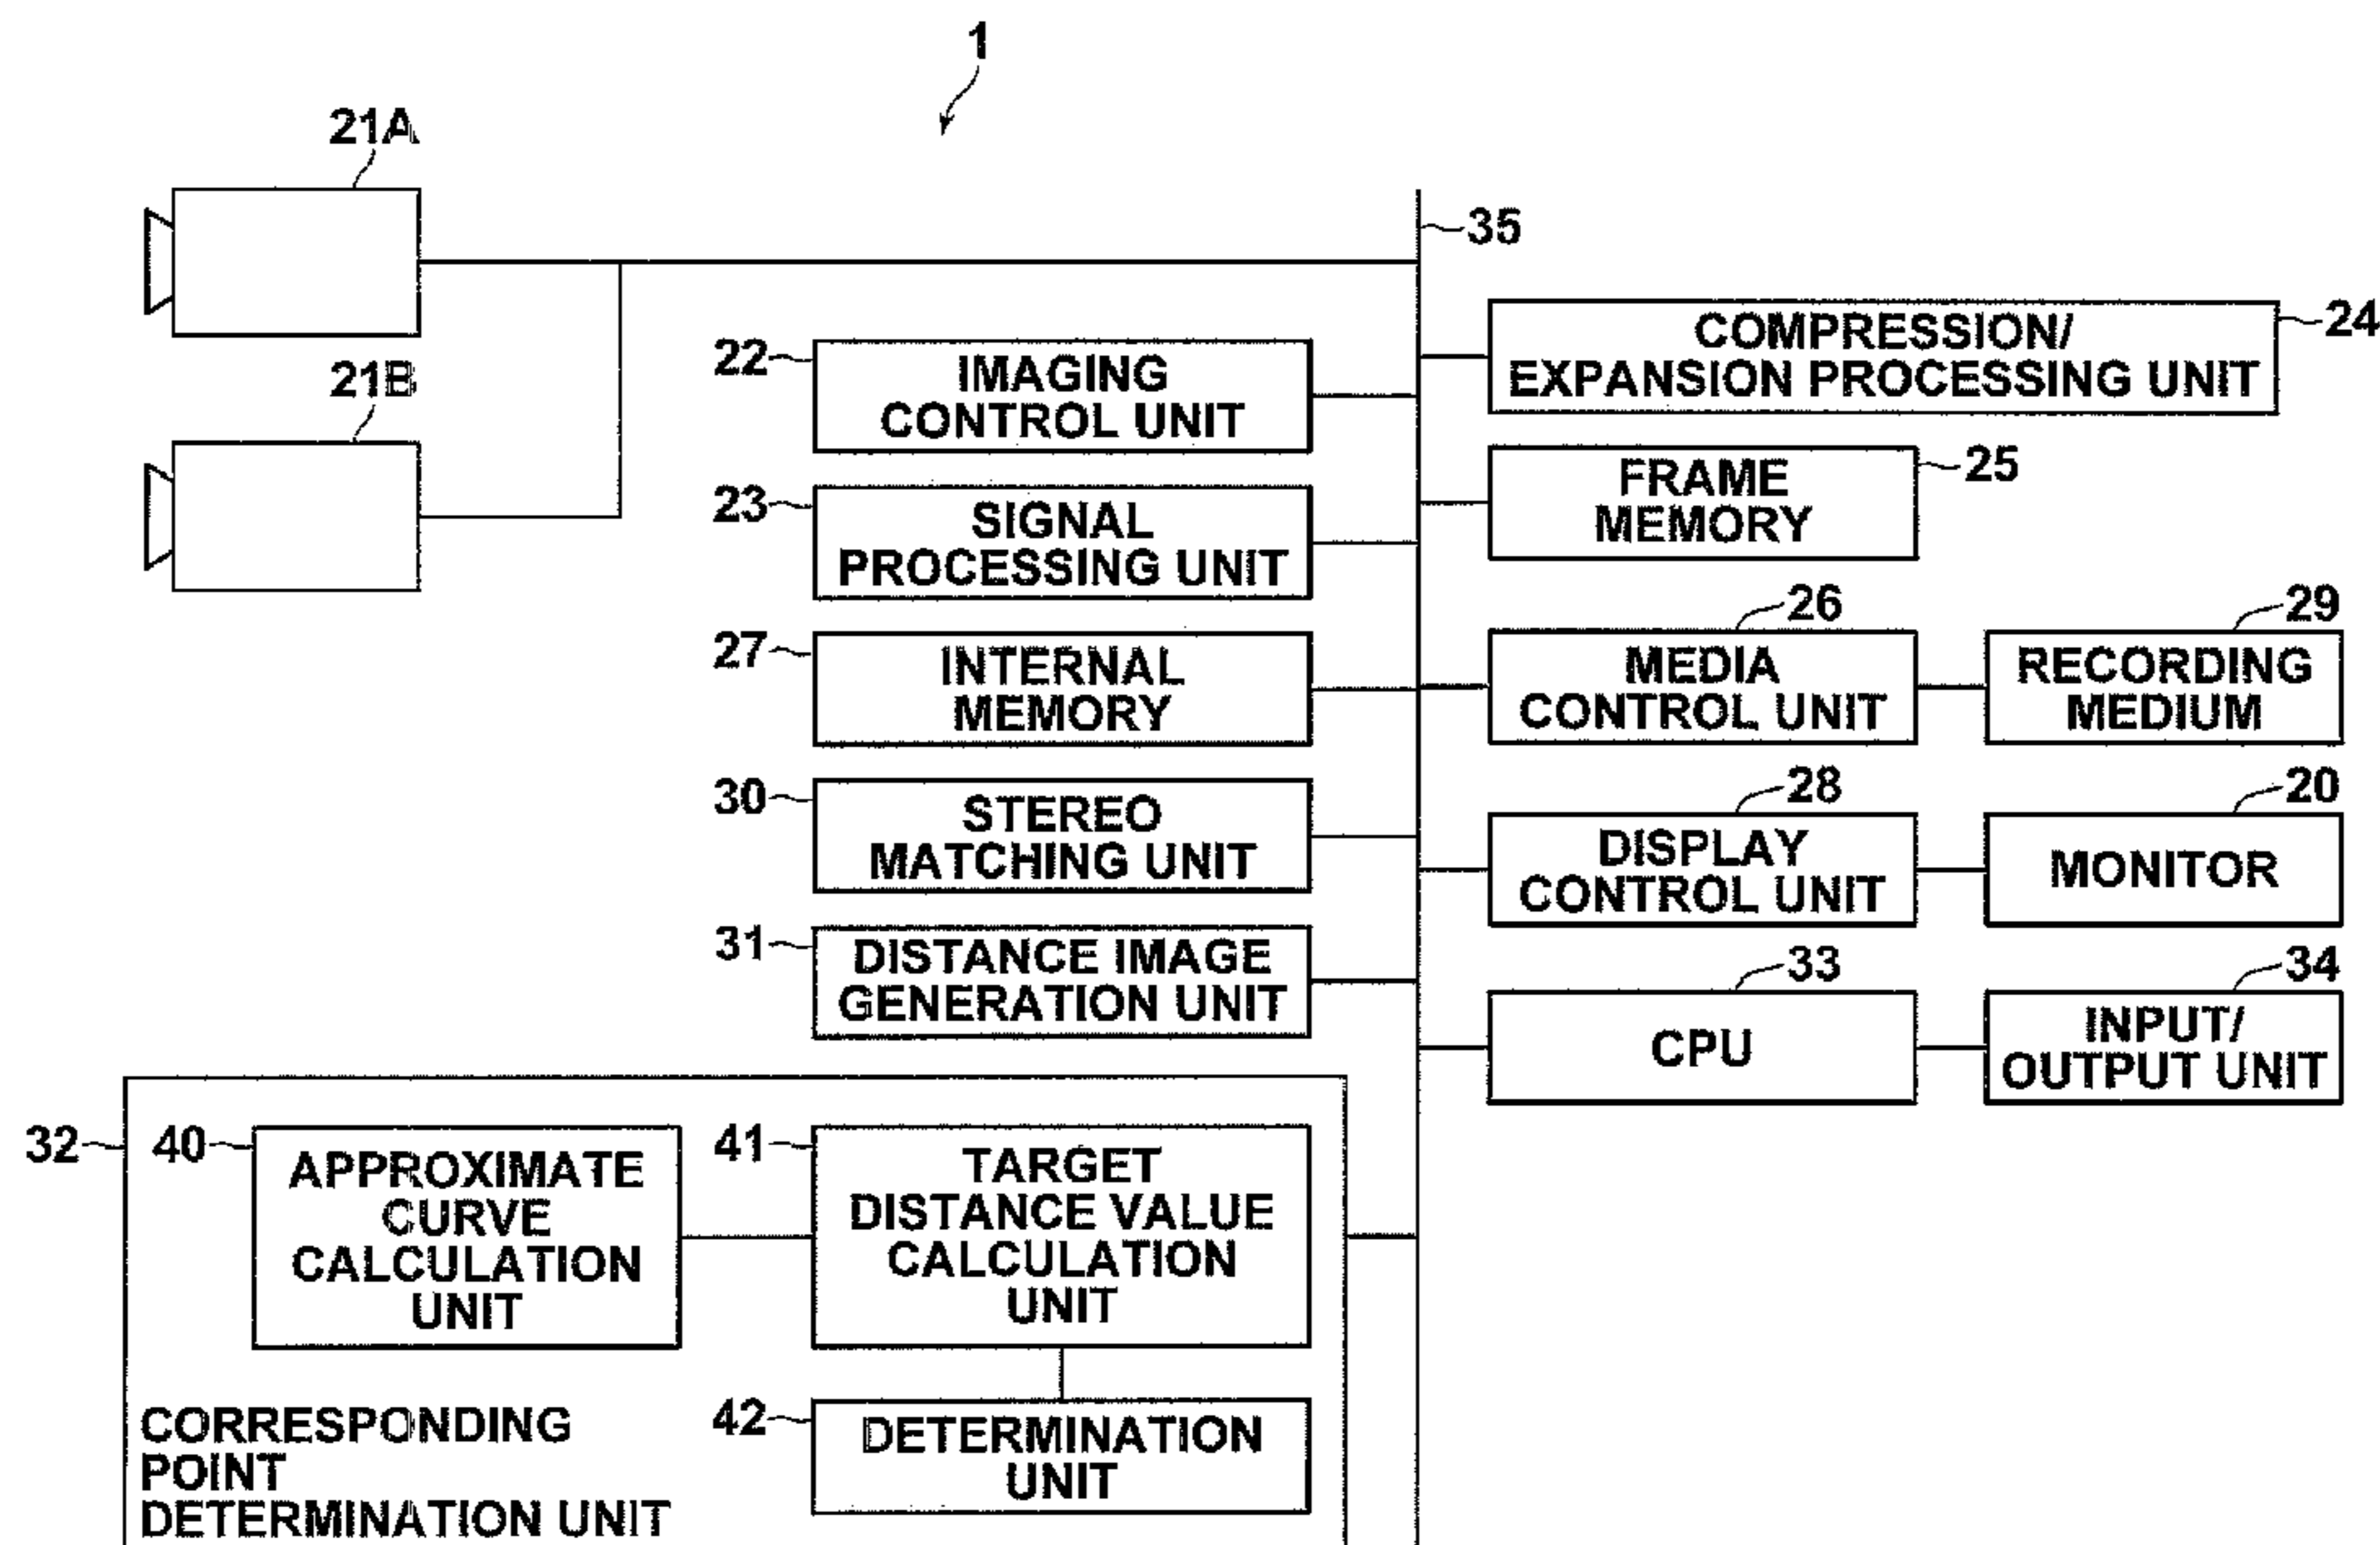 1
21A
35
24
COMPRESSION/
EXPANSION PROCESSING UNIT
22
IMAGING
CONTROL UNIT
21B
25
FRAME
MEMORY
23
SIGNAL
PROCESSING UNIT
26
MEDIA
CONTROL UNIT
29
RECORDING
MEDIUM
27
INTERNAL
MEMORY
28
DISPLAY
CONTROL UNIT
20
MONITOR
30
STEREO
MATCHING UNIT
31
DISTANCE IMAGE
GENERATION UNIT
33
CPU
34
INPUT/
OUTPUT UNIT
32
40
APPROXIMATE
CURVE
CALCULATION
UNIT
41
TARGET
DISTANCE VALUE
CALCULATION
UNIT
42
DETERMINATION
UNIT
CORRESPONDING
POINT
DETERMINATION UNIT